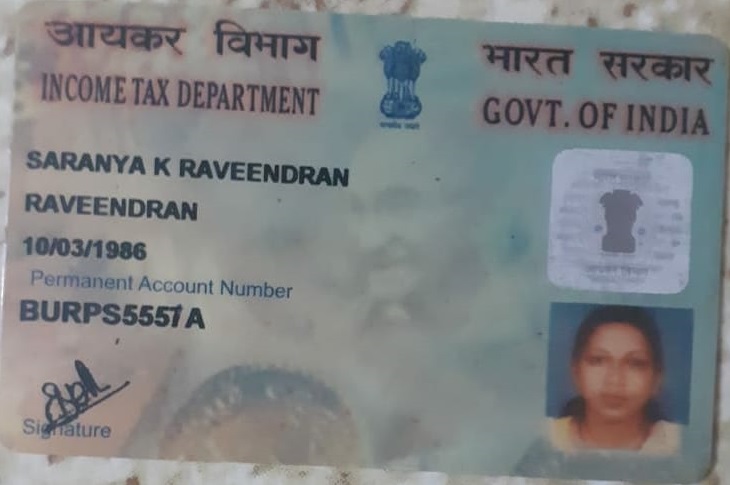 आयकर विभाग
INCOME TAX DEPARTMENT
भारत सरकार
GOVT. OF INDIA
SARANYA K RAVEENDRAN
RAVEENDRAN
10/03/1986
Permanent Account Number
Signature